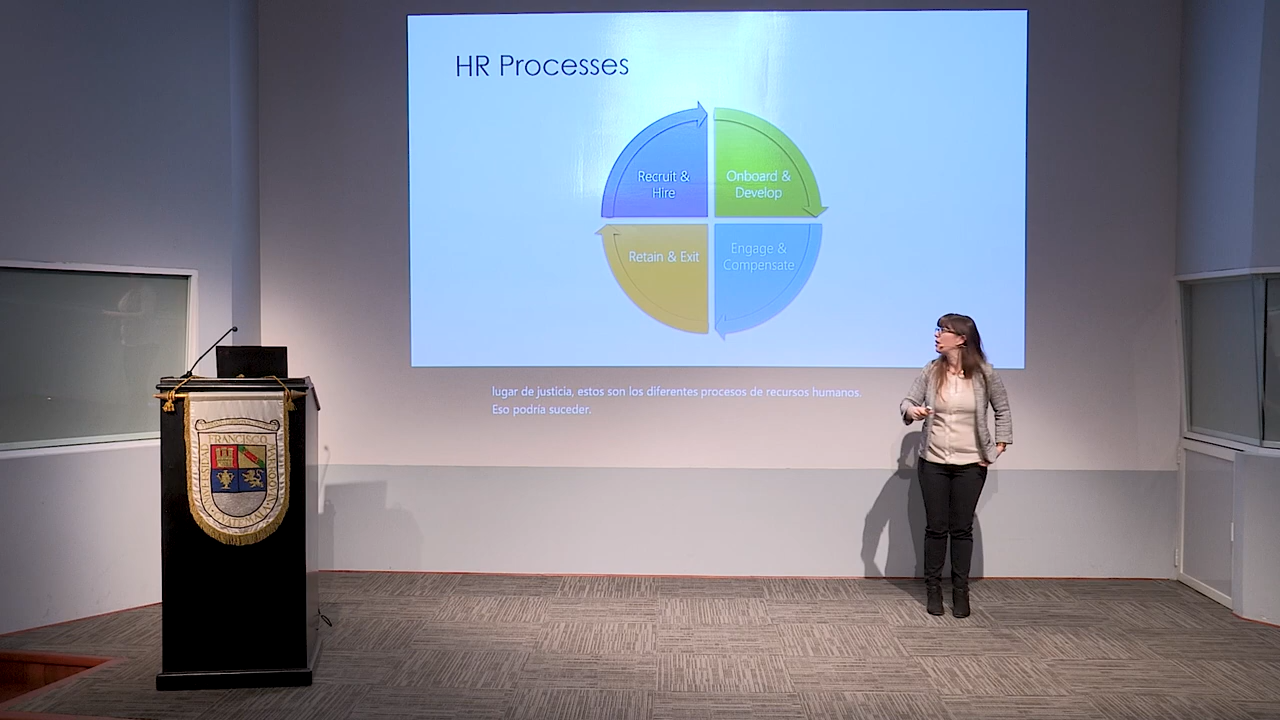 HR Processes
Recruit &
Hire
Onboard &
Develop
Retain & Exit
Engage &
Compensate
lugar de justicia, estos son los diferentes procesos de recursos humanos.
Eso podría suceder.
FRANCISCO
MARROQUIN